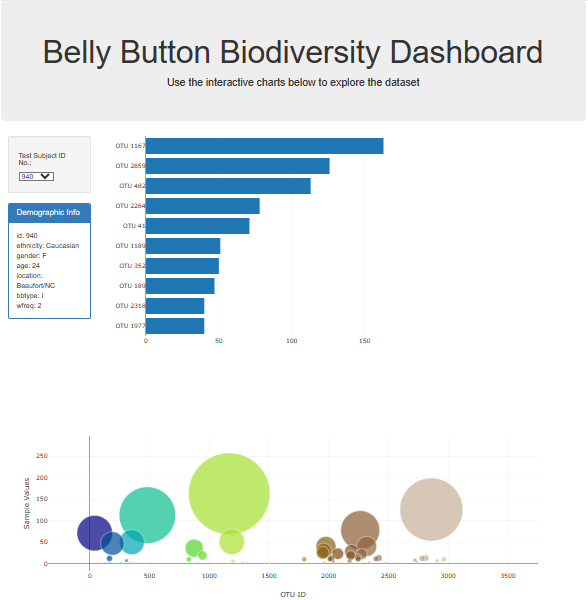 Belly Button Biodiversity Dashboard
Use the interactive charts below to explore the dataset
Test Subject ID
No.:
940
Demographic Info
id: 940
ethnicity: Caucasian
gender: F
age: 24
location:
Beaufort/NC
bbtype: I
wfreq: 2
OTU 1167
OTU 2859
OTU 482
OTU 2264
OTU 41
OTU 1189
OTU 352
OTU 189
OTU 2318
OTU 1977
0 50 100 150
Sample Values
250
200
150
100
50
0
0 500 1000 1500 2000 2500 3000 3500
OTU ID